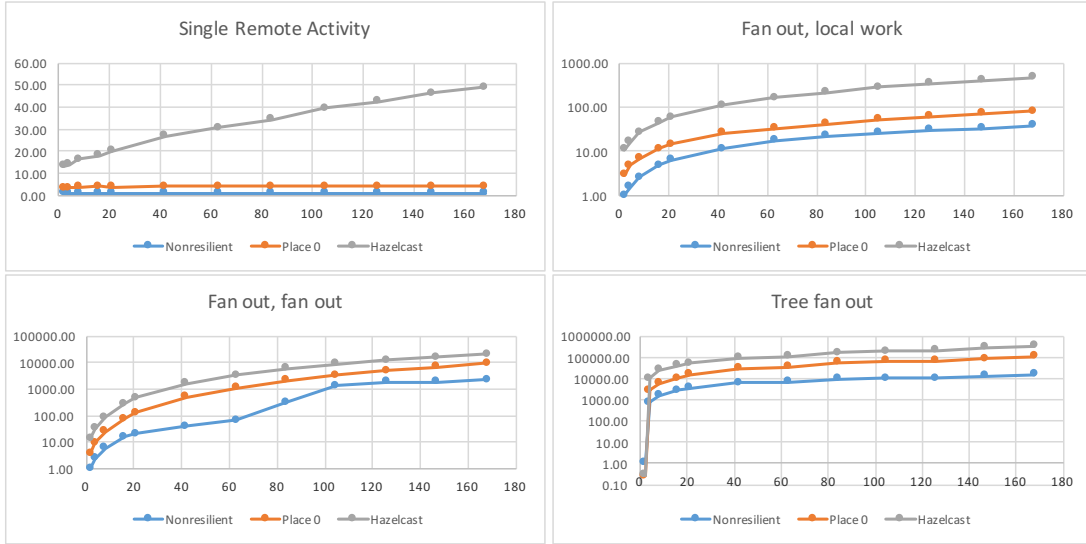 Single Remote Activity
60.00
50.00
40.00
30.00
20.00
10.00
0.00
0 20 40 60 80 100 120 140 160 180
Nonresilient Place 0 Hazelcast
Fan out, local work
1000.00
100.00
10.00
1.00
0 20 40 60 80 100 120 140 160 180
Nonresilient Place 0 Hazelcast
Fan out, fan out
100000.00
10000.00
1000.00
100.00
10.00
1.00
0 20 40 60 80 100 120 140 160 180
Nonresilient Place 0 Hazelcast
Tree fan out
1000000.00
100000.00
10000.00
1000.00
100.00
10.00
1.00
0.10
0 20 40 60 80 100 120 140 160 180
Nonresilient Place 0 Hazelcast